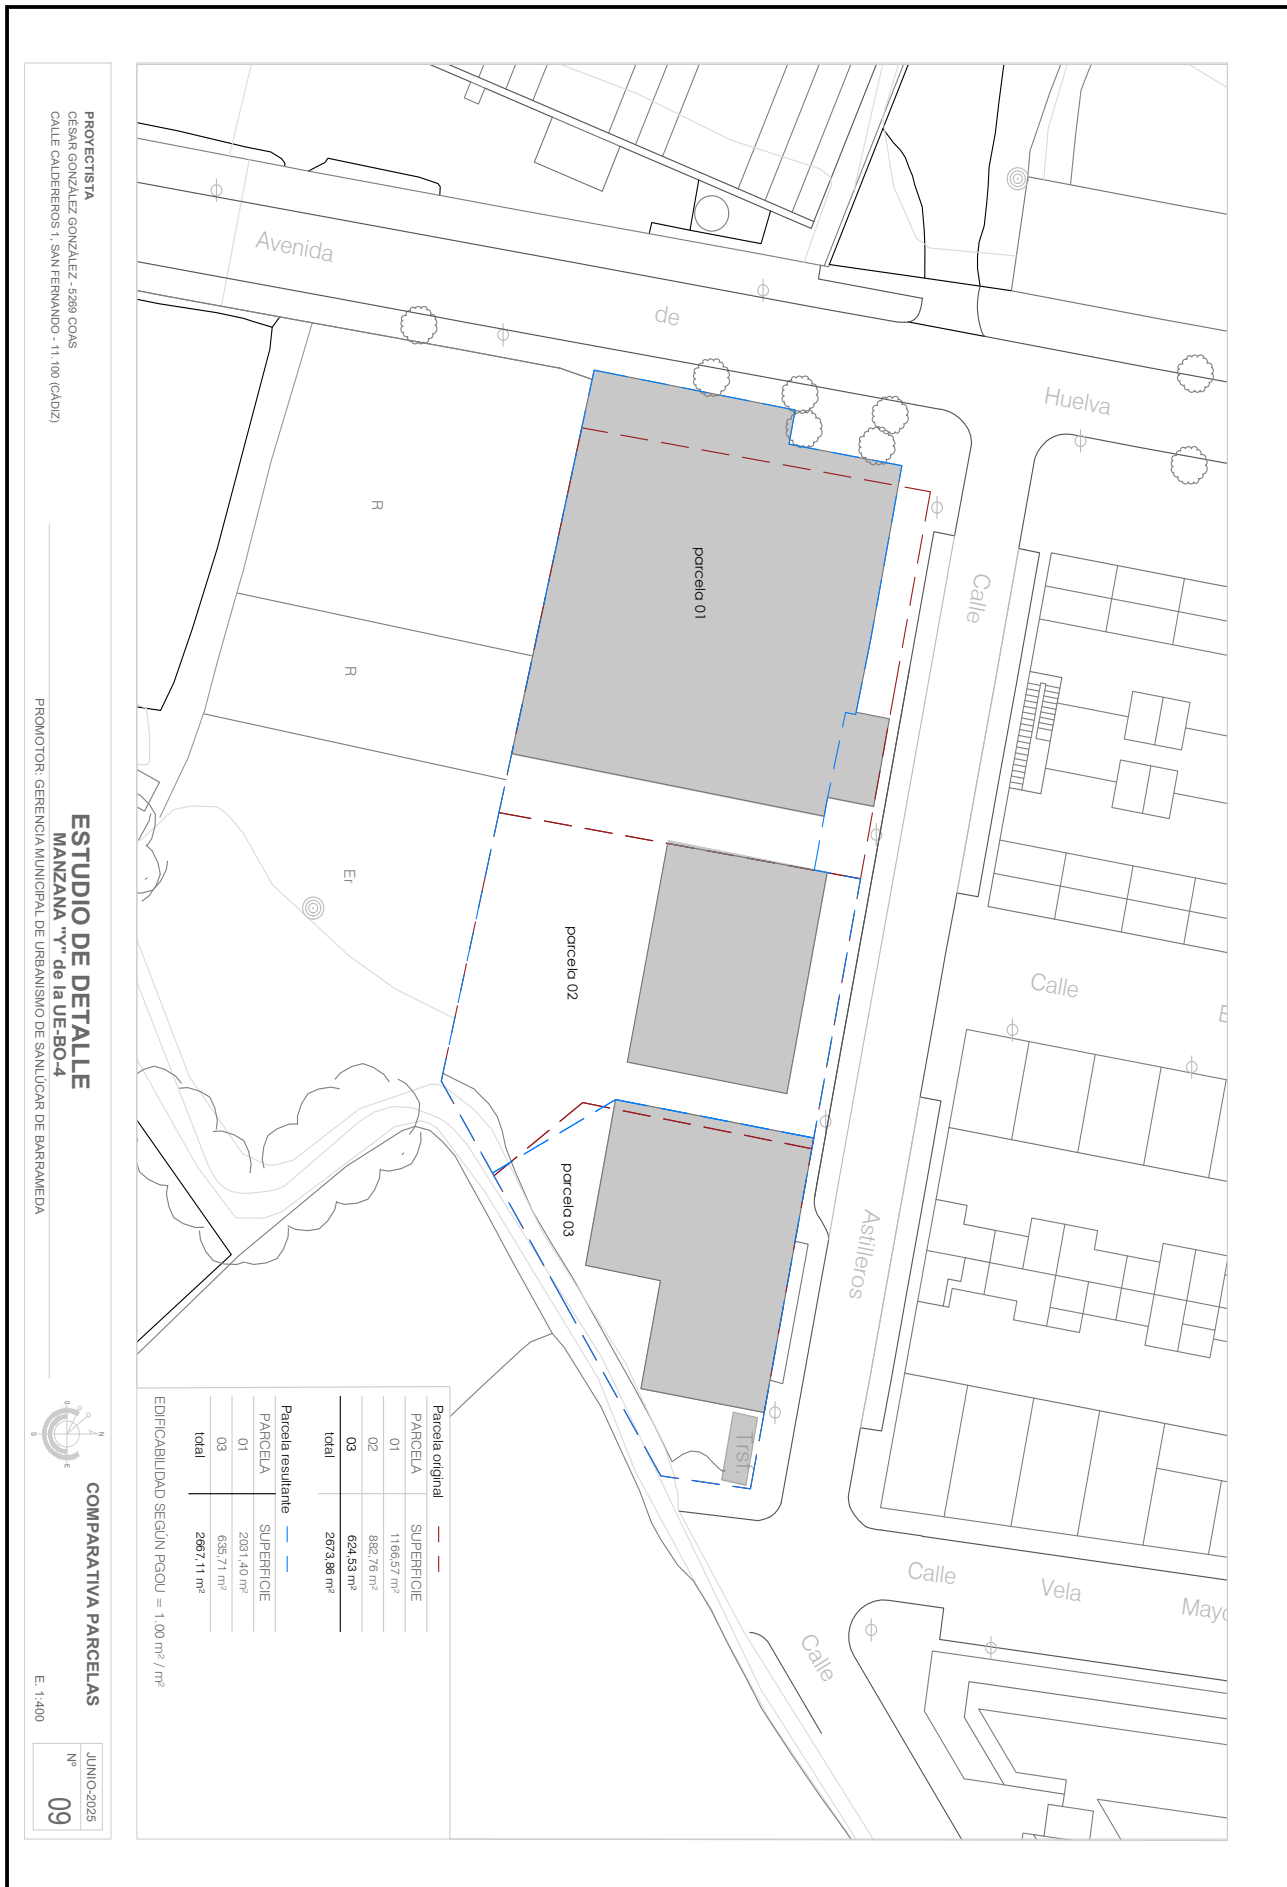 Avenida
de
Huelva
Calle
Astilleros
Calle
Calle
Vela
Calle
R
R
Er
parcela 01
parcela 02
parcela 03
Trsf.
Parcela original
PARCELA SUPERFICIE
01 1166,57 m²
02 882,76 m²
03 624,53 m²
total 2673,86 m²
Parcela resultante
PARCELA SUPERFICIE
01 2031,40 m²
03 635,71 m²
total 2667,11 m²
EDIFICABILIDAD SEGÚN PGOU = 1,00 m² / m²
PROYECTISTA
CÉSAR GONZÁLEZ GONZÁLEZ - 5269 COAS
CALLE CALDEREROS 1, SAN FERNANDO - 11.100 (CÁDIZ)
ESTUDIO DE DETALLE
MANZANA "Y" de la UE-BO-4
PROMOTOR: GERENCIA MUNICIPAL DE URBANISMO DE SANLÚCAR DE BARRAMEDA
N
E
S
COMPARATIVA PARCELAS
E. 1:400
JUNIO-2025
Nº 09